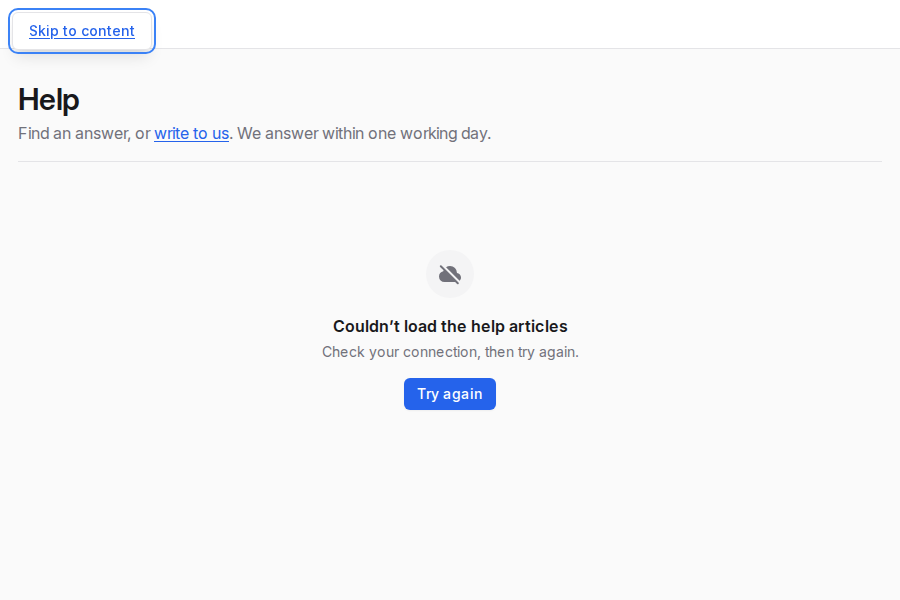 Skip to content
Help
Find an answer, or write to us. We answer within one working day.
Couldn’t load the help articles
Check your connection, then try again.
Try again